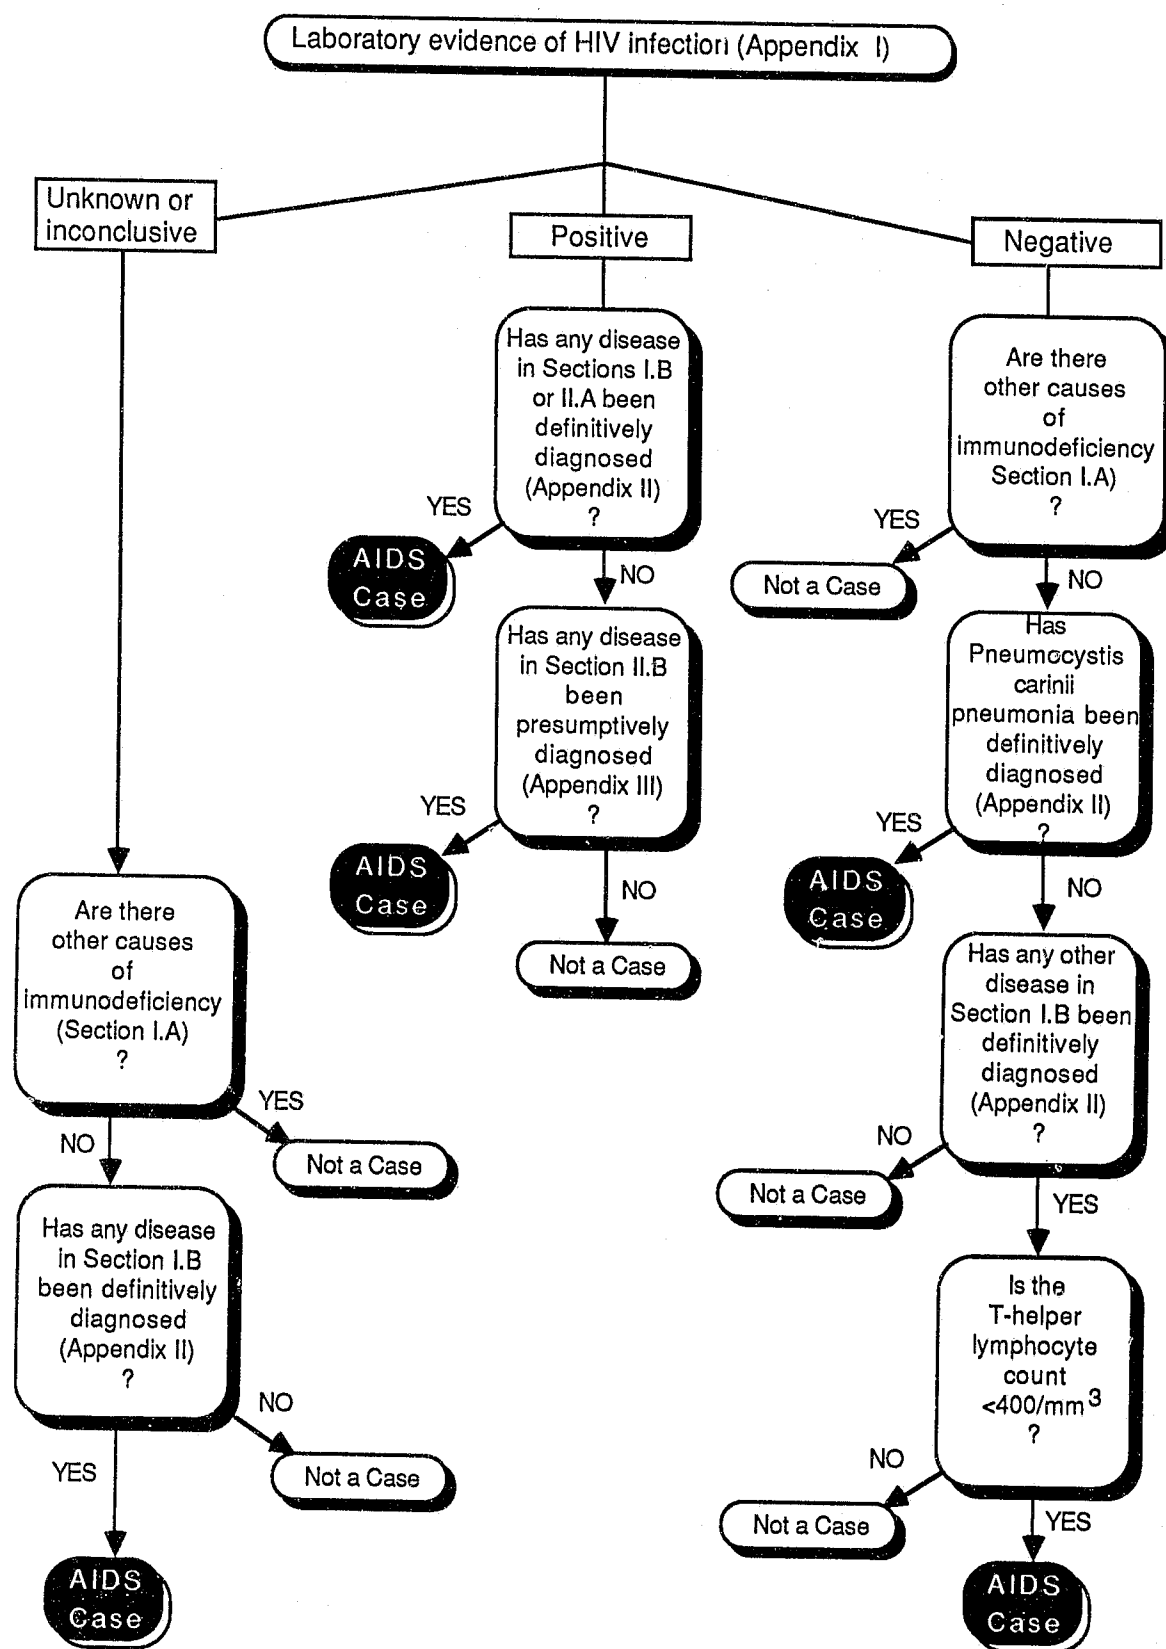 Laboratory evidence of HIV infection (Appendix I)
Unknown or
inconclusive
Are there
other causes
of
immunodeficiency
(Section I.A)
?
YES
Not a Case
NO
Has any disease
in Section I.B
been definitively
diagnosed
(Appendix II)
?
NO
Not a Case
YES
AIDS
Case
Positive
Has any disease
in Sections I.B
or II.A been
definitively
diagnosed
(Appendix II)
?
YES
AIDS
Case
NO
Has any disease
in Section II.B
been
presumptively
diagnosed
(Appendix III)
?
YES
AIDS
Case
NO
Not a Case
Negative
Are there
other causes
of
immunodeficiency
Section I.A)
?
YES
Not a Case
NO
Has
Pneumocystis
carinii
pneumonia been
definitively
diagnosed
(Appendix II)
?
YES
AIDS
Case
NO
Has any other
disease in
Section I.B been
definitively
diagnosed
(Appendix II)
?
NO
Not a Case
YES
Is the
T-helper
lymphocyte
count
<400/mm³
?
NO
Not a Case
YES
AIDS
Case